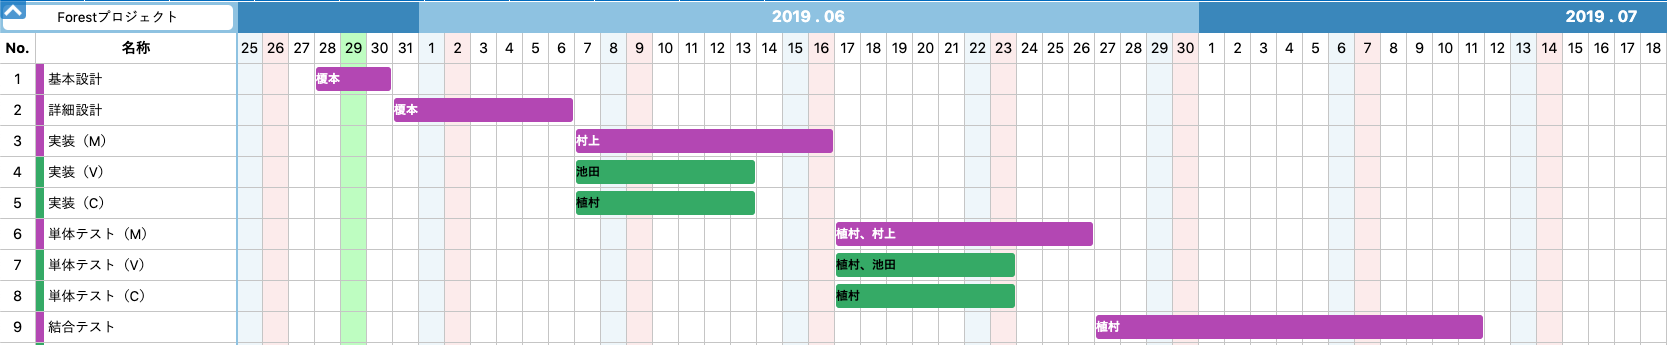 Forestプロジェクト 2019 . 06 2019 . 07
No. 名称 25 26 27 28 29 30 31 1 2 3 4 5 6 7 8 9 10 11 12 13 14 15 16 17 18 19 20 21 22 23 24 25 26 27 28 29 30 1 2 3 4 5 6 7 8 9 10 11 12 13 14 15 16 17 18
1 基本設計 榎本
2 詳細設計 榎本
3 実装（M） 村上
4 実装（V） 池田
5 実装（C） 植村
6 単体テスト（M） 植村、村上
7 単体テスト（V） 植村、池田
8 単体テスト（C） 植村
9 結合テスト 植村